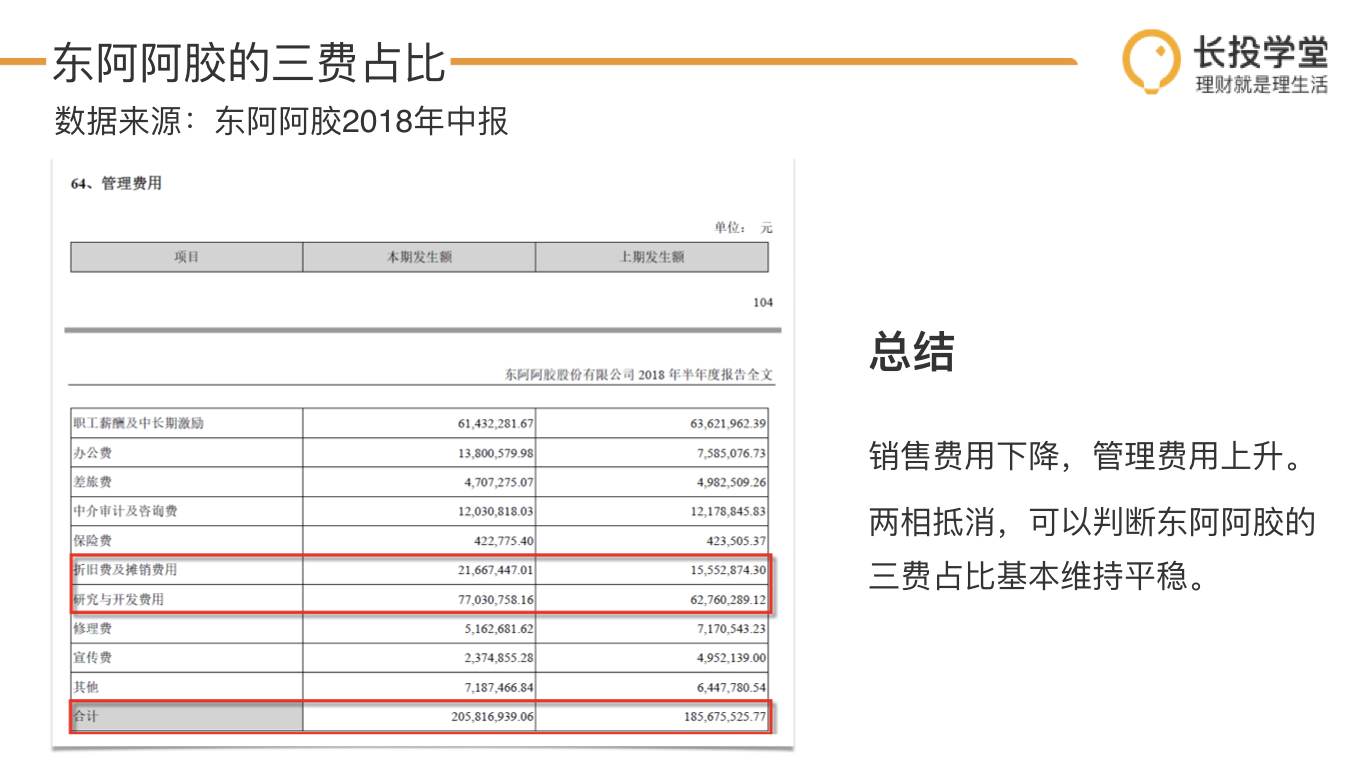 东阿阿胶的三费占比
长投学堂
理财就是理生活
数据来源：东阿阿胶2018年中报
64、管理费用
单位： 元
项目 本期发生额 上期发生额
104
东阿阿胶股份有限公司 2018 年半年度报告全文
职工薪酬及中长期激励 61,432,281.67 63,621,962.39
办公费 13,800,579.98 7,585,076.73
差旅费 4,707,275.07 4,982,509.26
中介审计及咨询费 12,030,818.03 12,178,845.83
保险费 422,775.40 423,505.37
折旧费及摊销费用 21,667,447.01 15,552,874.30
研究与开发费用 77,030,758.16 62,760,289.12
修理费 5,162,681.62 7,170,543.23
宣传费 2,374,855.28 4,952,139.00
其他 7,187,466.84 6,447,780.54
合计 205,816,939.06 185,675,525.77
总结
销售费用下降，管理费用上升。
两相抵消，可以判断东阿阿胶的
三费占比基本维持平稳。